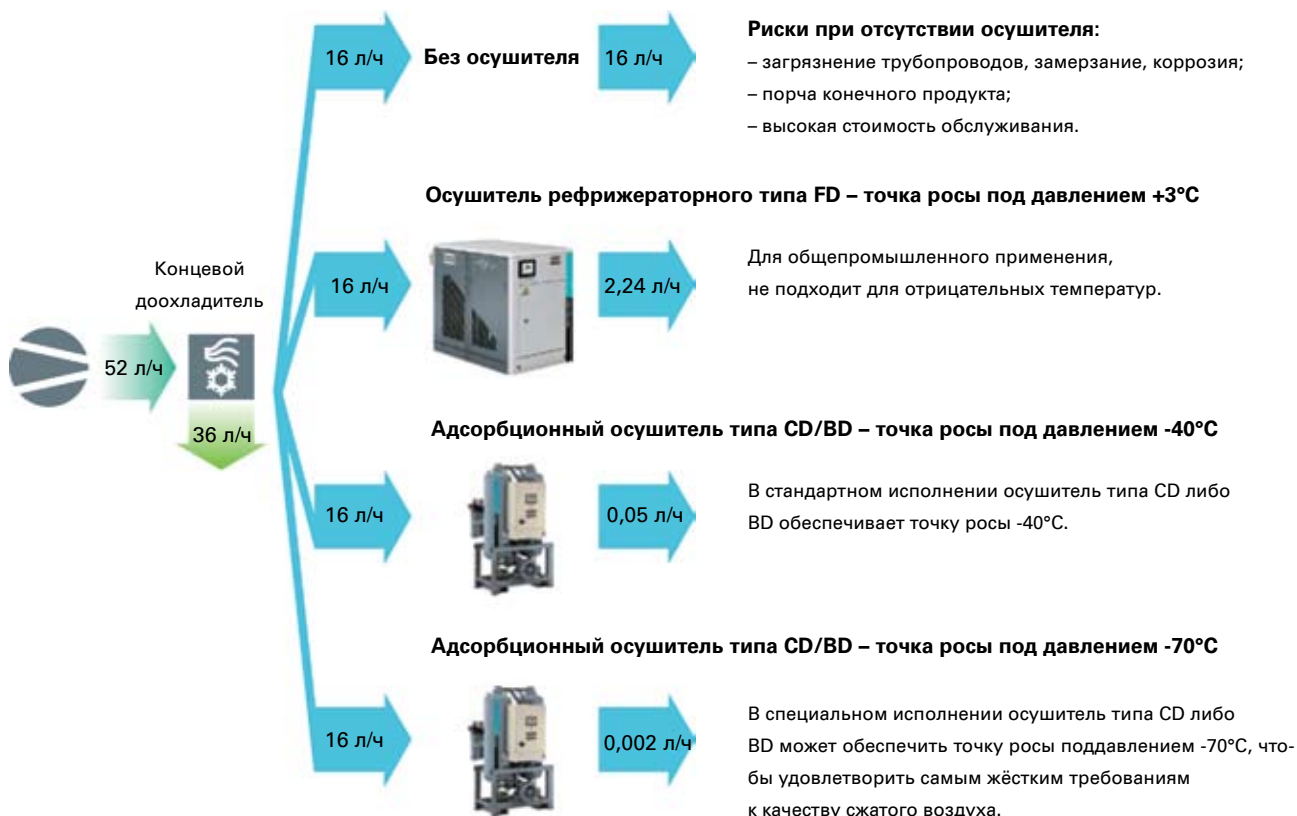 16 л/ч
Без осушителя
16 л/ч
Риски при отсутствии осушителя:
– загрязнение трубопроводов, замерзание, коррозия;
– порча конечного продукта;
– высокая стоимость обслуживания.
Осушитель рефрижераторного типа FD – точка росы под давлением +3°C
Концевой
доохладитель
52 л/ч
36 л/ч
16 л/ч
2,24 л/ч
Для общепромышленного применения,
не подходит для отрицательных температур.
Адсорбционный осушитель типа CD/BD – точка росы под давлением -40°C
16 л/ч
0,05 л/ч
В стандартном исполнении осушитель типа CD либо
BD обеспечивает точку росы -40°C.
Адсорбционный осушитель типа CD/BD – точка росы под давлением -70°C
16 л/ч
0,002 л/ч
В специальном исполнении осушитель типа CD либо
BD может обеспечить точку росы поддавлением -70°C, что-
бы удовлетворить самым жёстким требованиям
к качеству сжатого воздуха.